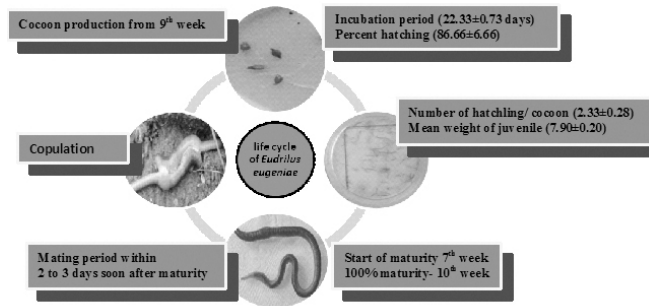 Cocoon production from 9th week
Incubation period (22.33±0.73 days)
Percent hatching (86.66±6.66)
Number of hatchling/ cocoon (2.33±0.28)
Mean weight of juvenile (7.90±0.20)
Copulation
life cycle
of Eudrilus
eugeniae
Mating period within
2 to 3 days soon after maturity
Start of maturity 7th week
100% maturity- 10th week